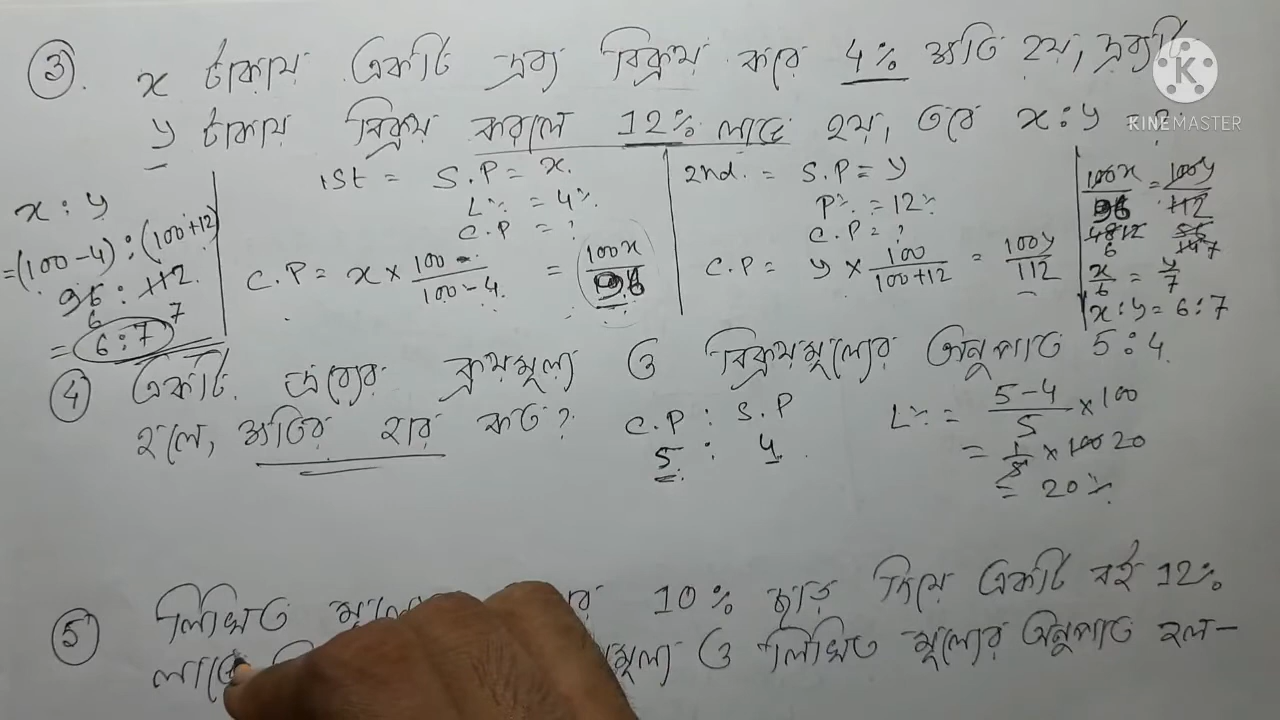 ③. x টাকায় একটি দ্রব্য বিক্রয় করে 4% ক্ষতি হয়, দ্রব্যটি
y টাকায় বিক্রয় করলে 12% লাভ হয়, তবে x : y = ?
KINEMASTER
x : y
= (100-4) : (100+12)
96 : 112
6 7
= 6 : 7
1st = S.P = x.
L% = 4%
C.P = ?
C.P = x × 100/100-4 = 100x/96
2nd. = S.P = y
P% = 12%
C.P = ?
C.P = y × 100/100+12 = 100y/112
100x/96 = 100y/112
x/6 = y/7
x : y = 6 : 7
④ একটি দ্রব্যের ক্রয়মূল্য ও বিক্রয়মূল্যের অনুপাত 5 : 4.
হলে, ক্ষতির হার কত?
C.P : S.P
5 : 4
L% = 5-4/5 × 100
= 1/5 × 100 20
= 20%
⑤ লিখিত 10% ছাড় দিয়ে একটি বই 12%
লাভে ও লিখিত মূল্যের অনুপাত হল-